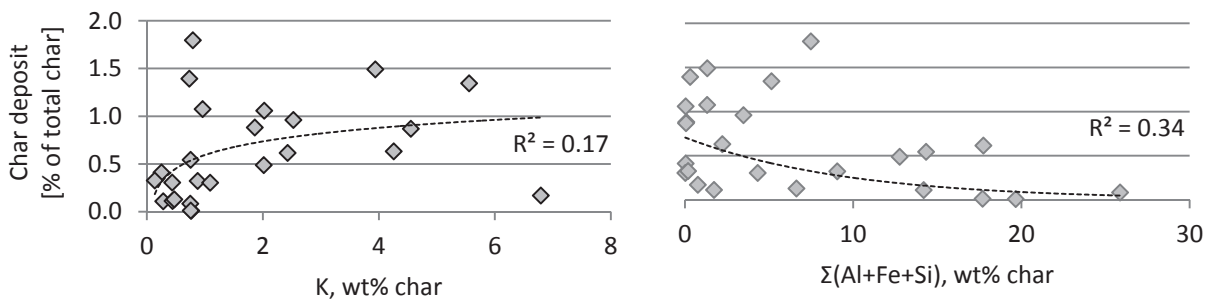 Char deposit
[% of total char]
2.0
1.5
1.0
0.5
0.0
0
2
4
6
8
K, wt% char
R² = 0.17
0
10
20
30
Σ(Al+Fe+Si), wt% char
R² = 0.34